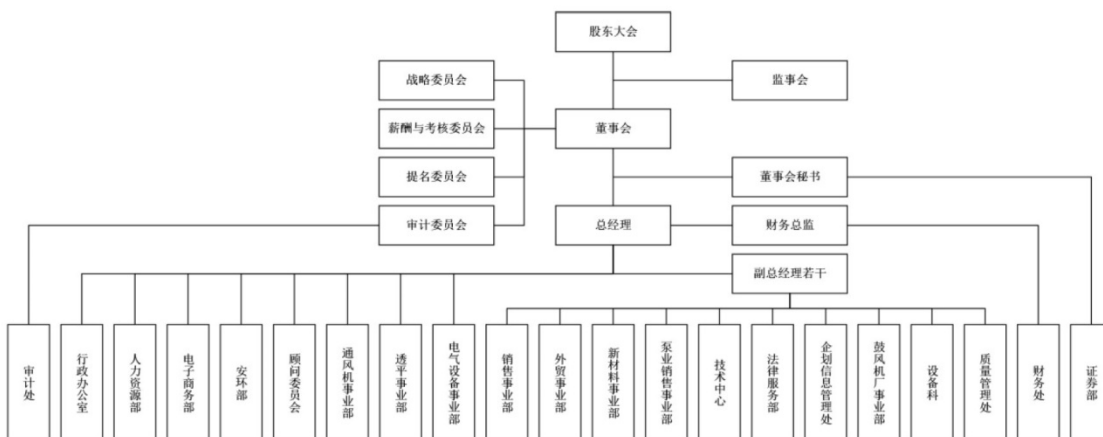 股东大会
战略委员会
监事会
薪酬与考核委员会
董事会
提名委员会
董事会秘书
审计委员会
总经理
财务总监
副总经理若干
审计处
行政办公室
人力资源部
电子商务部
安环部
顾问委员会
通风机事业部
透平事业部
电气设备事业部
销售事业部
外贸事业部
新材料事业部
泵业销售事业部
技术中心
法律服务部
企划信息管理处
鼓风机厂事业部
设备科
质量管理处
财务处
证券部